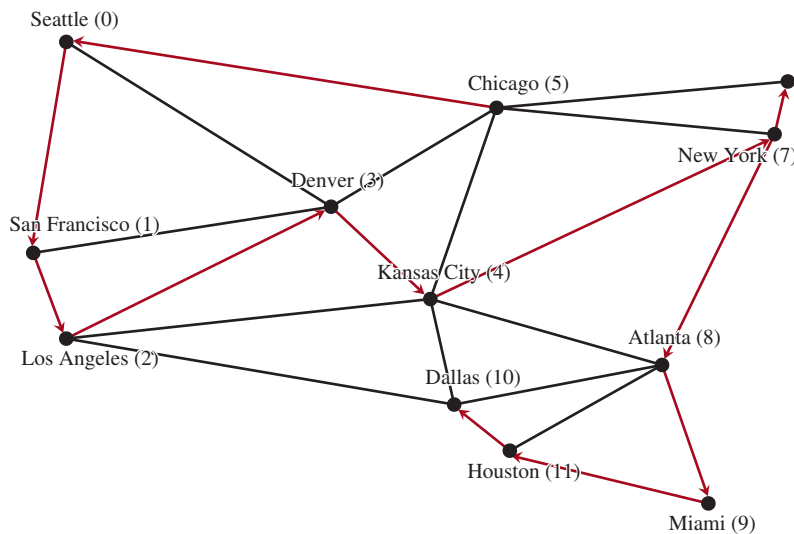 Seattle (0)
Chicago (5)
New York (7)
Denver (3)
San Francisco (1)
Kansas City (4)
Atlanta (8)
Los Angeles (2)
Dallas (10)
Houston (11)
Miami (9)